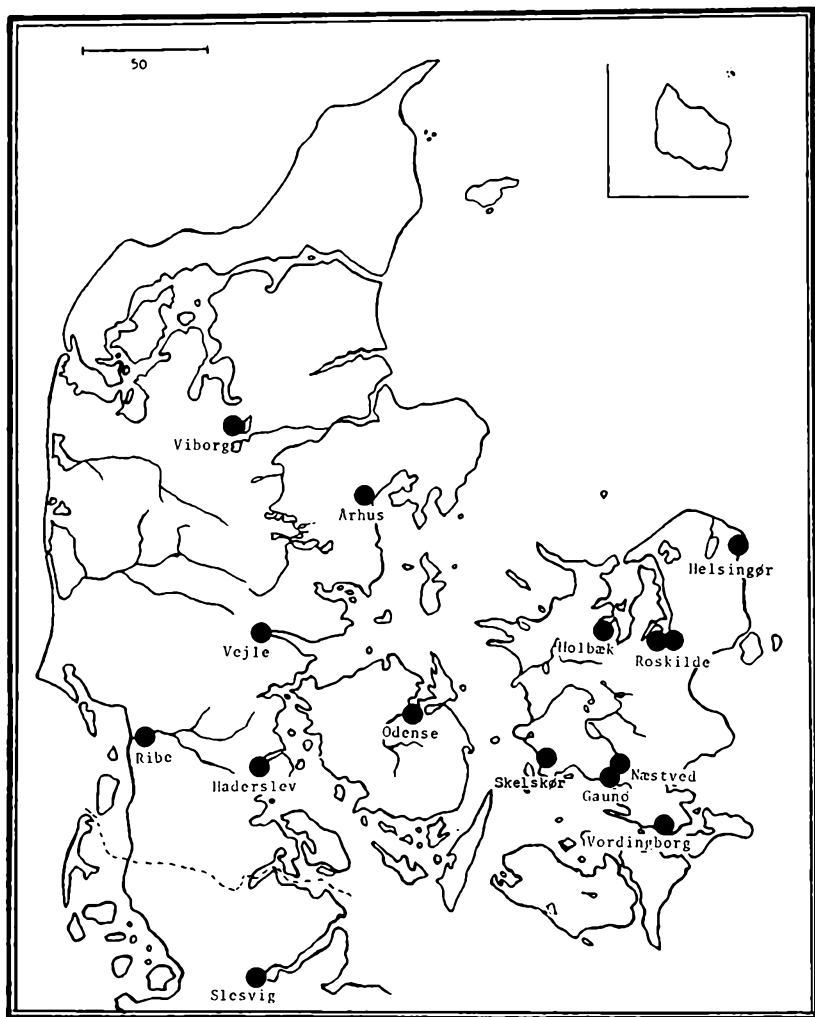 50
Viborg
Århus
Helsingør
Vejle
Holbæk
Roskilde
Odense
Ribe
Haderslev
Skelskør
Næstved
Gaunø
Vordingborg
Slesvig